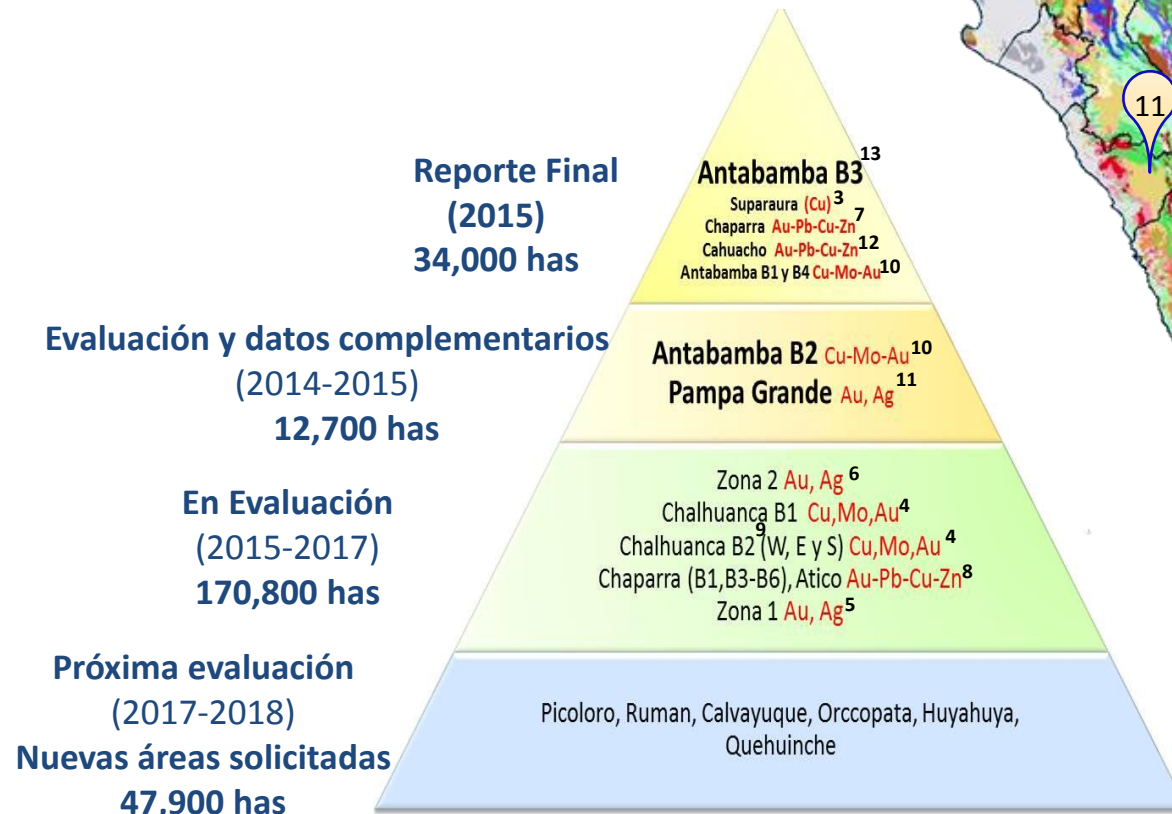 11
Reporte Final
(2015)
34,000 has
Antabamba B3 13
Suparaura (Cu) 3
Chaparra Au-Pb-Cu-Zn 7
Cahuacho Au-Pb-Cu-Zn 12
Antabamba B1 y B4 Cu-Mo-Au 10
Evaluación y datos complementarios
(2014-2015)
12,700 has
Antabamba B2 Cu-Mo-Au 10
Pampa Grande Au, Ag 11
En Evaluación
(2015-2017)
170,800 has
Zona 2 Au, Ag 6
Chalhuanca B1 Cu,Mo,Au 4
Chalhuanca B2 9 (W, E y S) Cu,Mo,Au 4
Chaparra (B1,B3-B6), Atico Au-Pb-Cu-Zn 8
Zona 1 Au, Ag 5
Próxima evaluación
(2017-2018)
Nuevas áreas solicitadas
47,900 has
Picoloro, Ruman, Calvayuque, Orccopata, Huyahuya,
Quehuinche